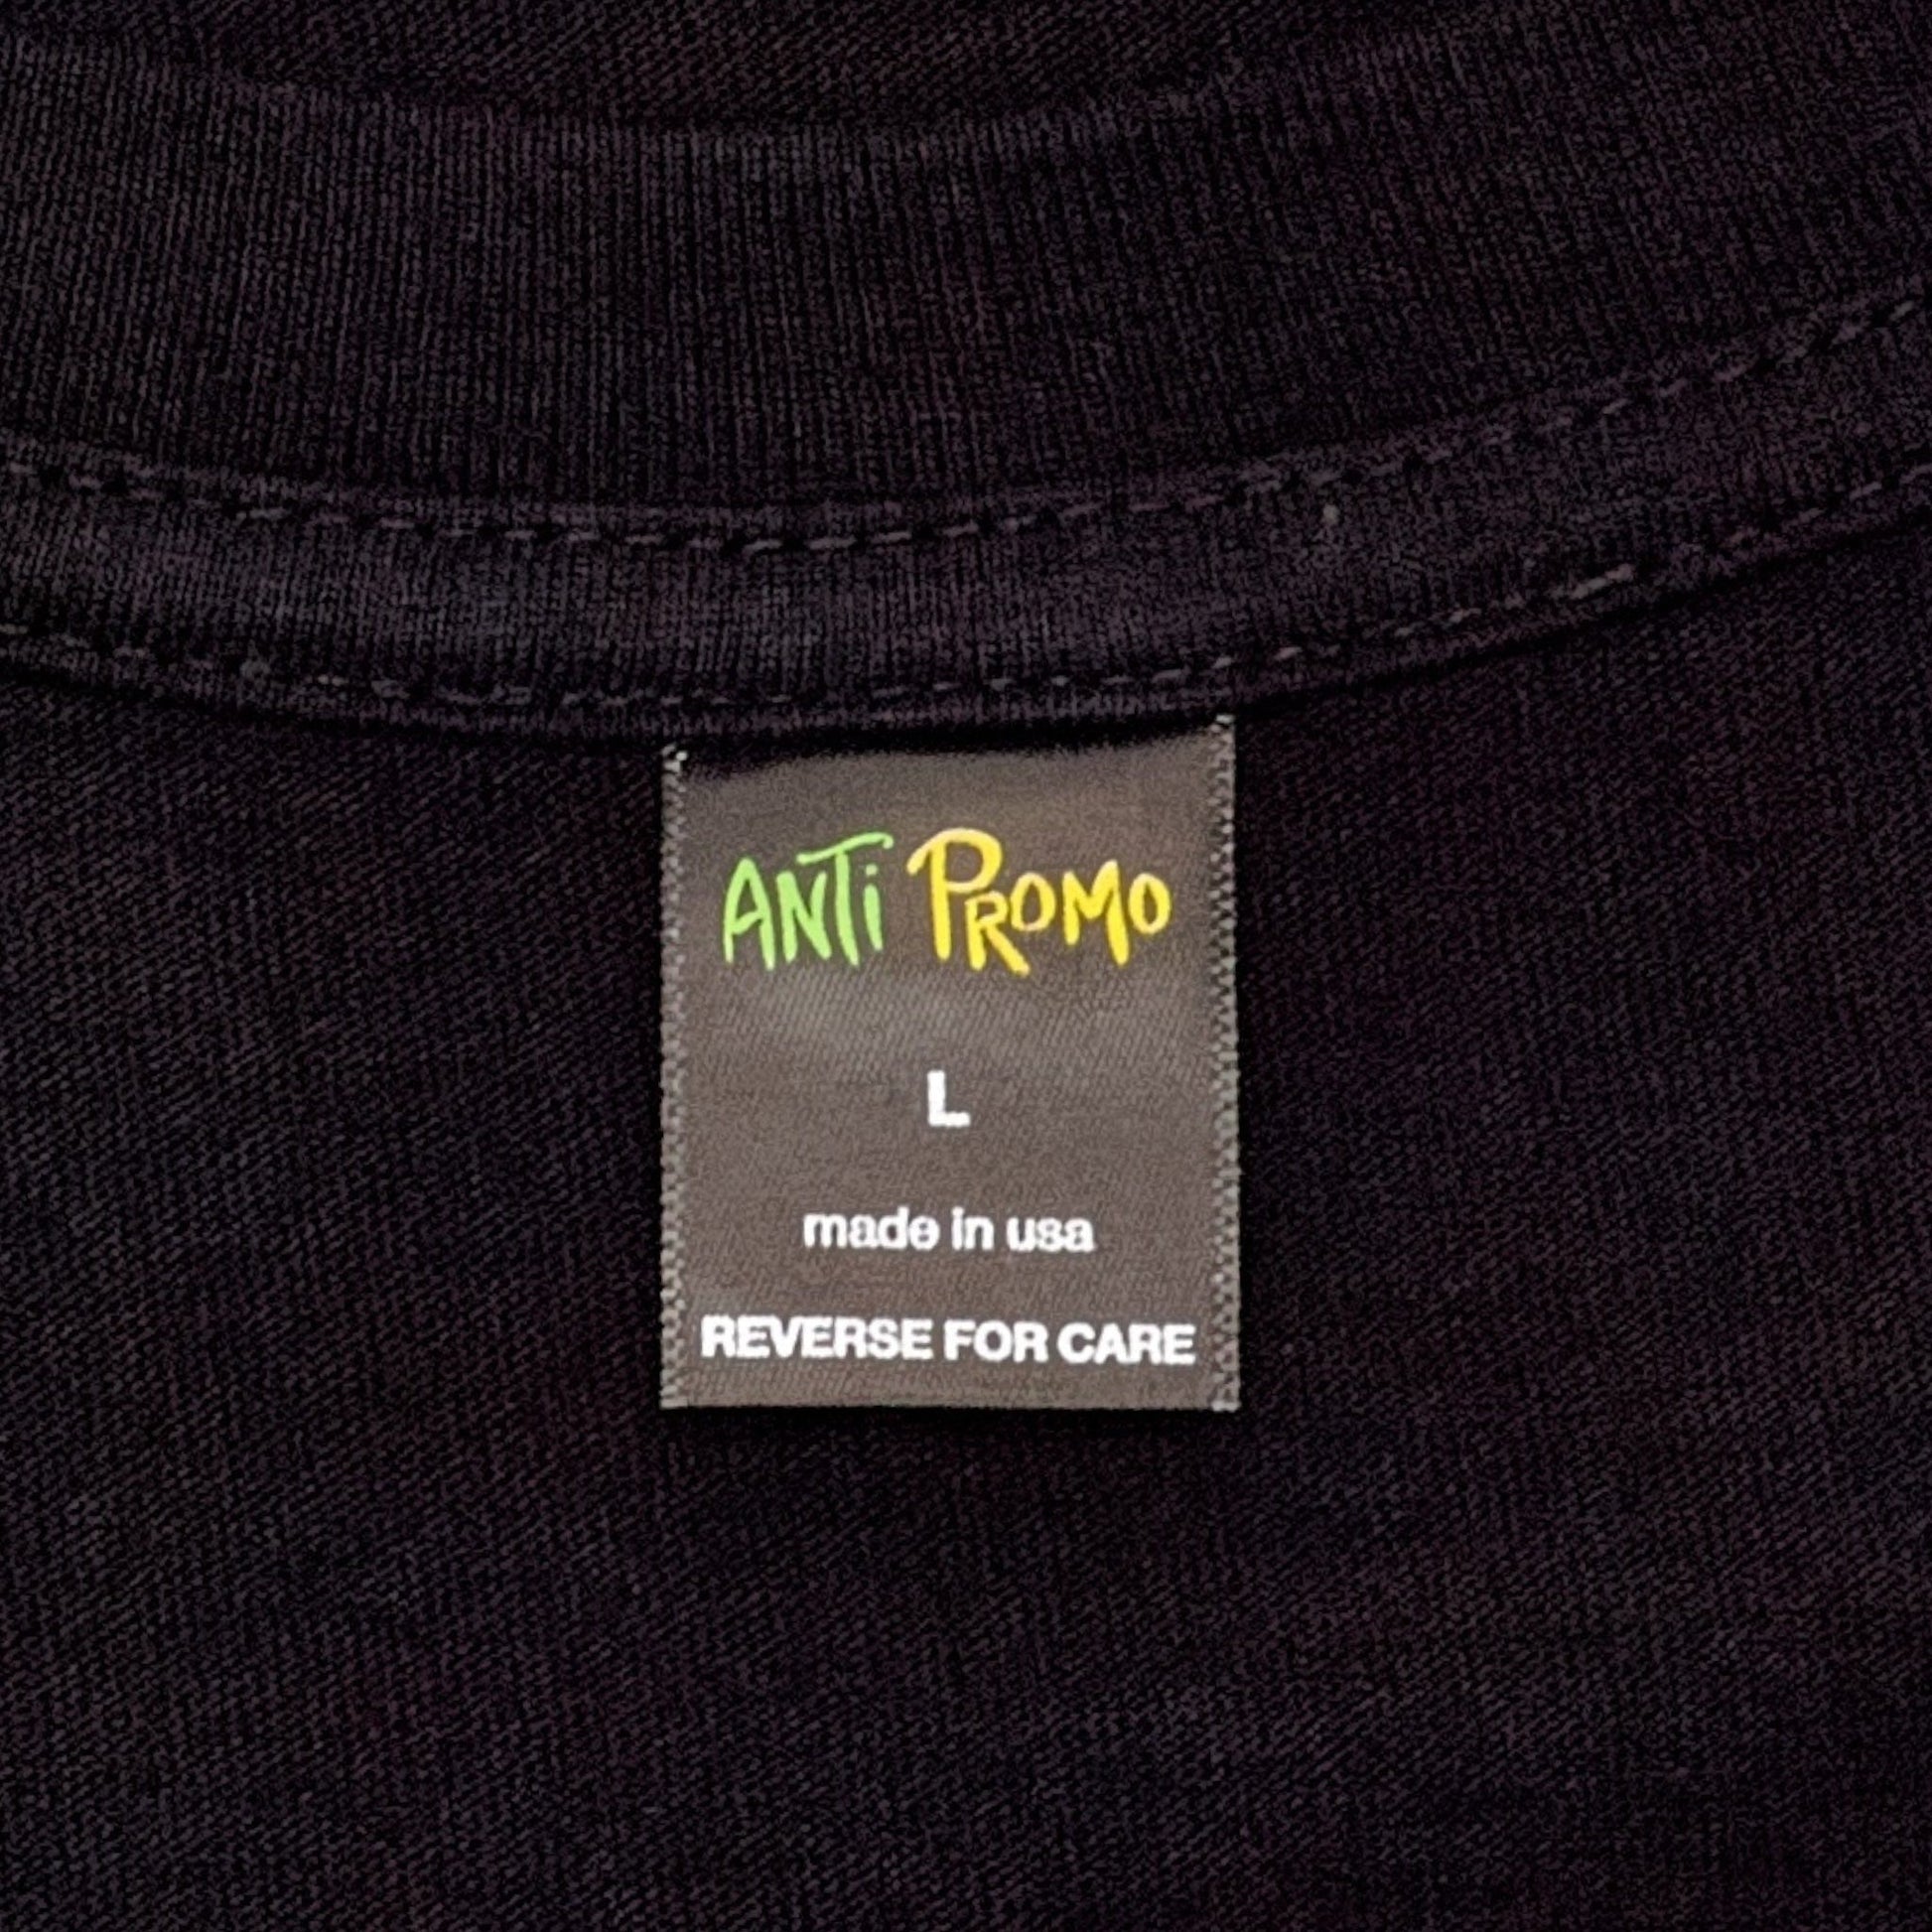 ANTi PROMO
L
made in usa
REVERSE FOR CARE